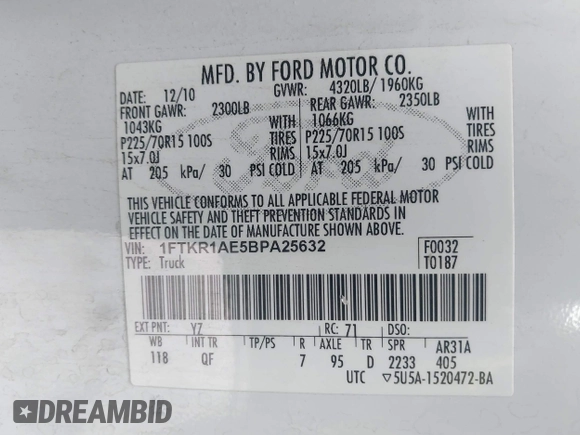 MFD. BY FORD MOTOR CO.
DATE: 12/10 GVWR: 4320LB/ 1960KG
FRONT GAWR: 2300LB REAR GAWR: 2350LB
1043KG WITH 1066KG WITH
P225/70R15 100S TIRES P225/70R15 100S TIRES
15x7.0J RIMS 15x7.0J RIMS
AT 205 kPa/ 30 PSI COLD AT 205 kPa/ 30 PSI COLD
THIS VEHICLE CONFORMS TO ALL APPLICABLE FEDERAL MOTOR
VEHICLE SAFETY AND THEFT PREVENTION STANDARDS IN
EFFECT ON THE DATE OF MANUFACTURE SHOWN ABOVE.
VIN: 1FTKR1AE5BPA25632 F0032
TYPE: Truck T0187
EXT PNT: YZ RC: 71 DSO:
WB INT TR TP/PS R AXLE TR SPR AR31A
118 QF 7 95 D 2233 405
UTC ▽5U5A-1520472-BA
Ford
DREAMBID